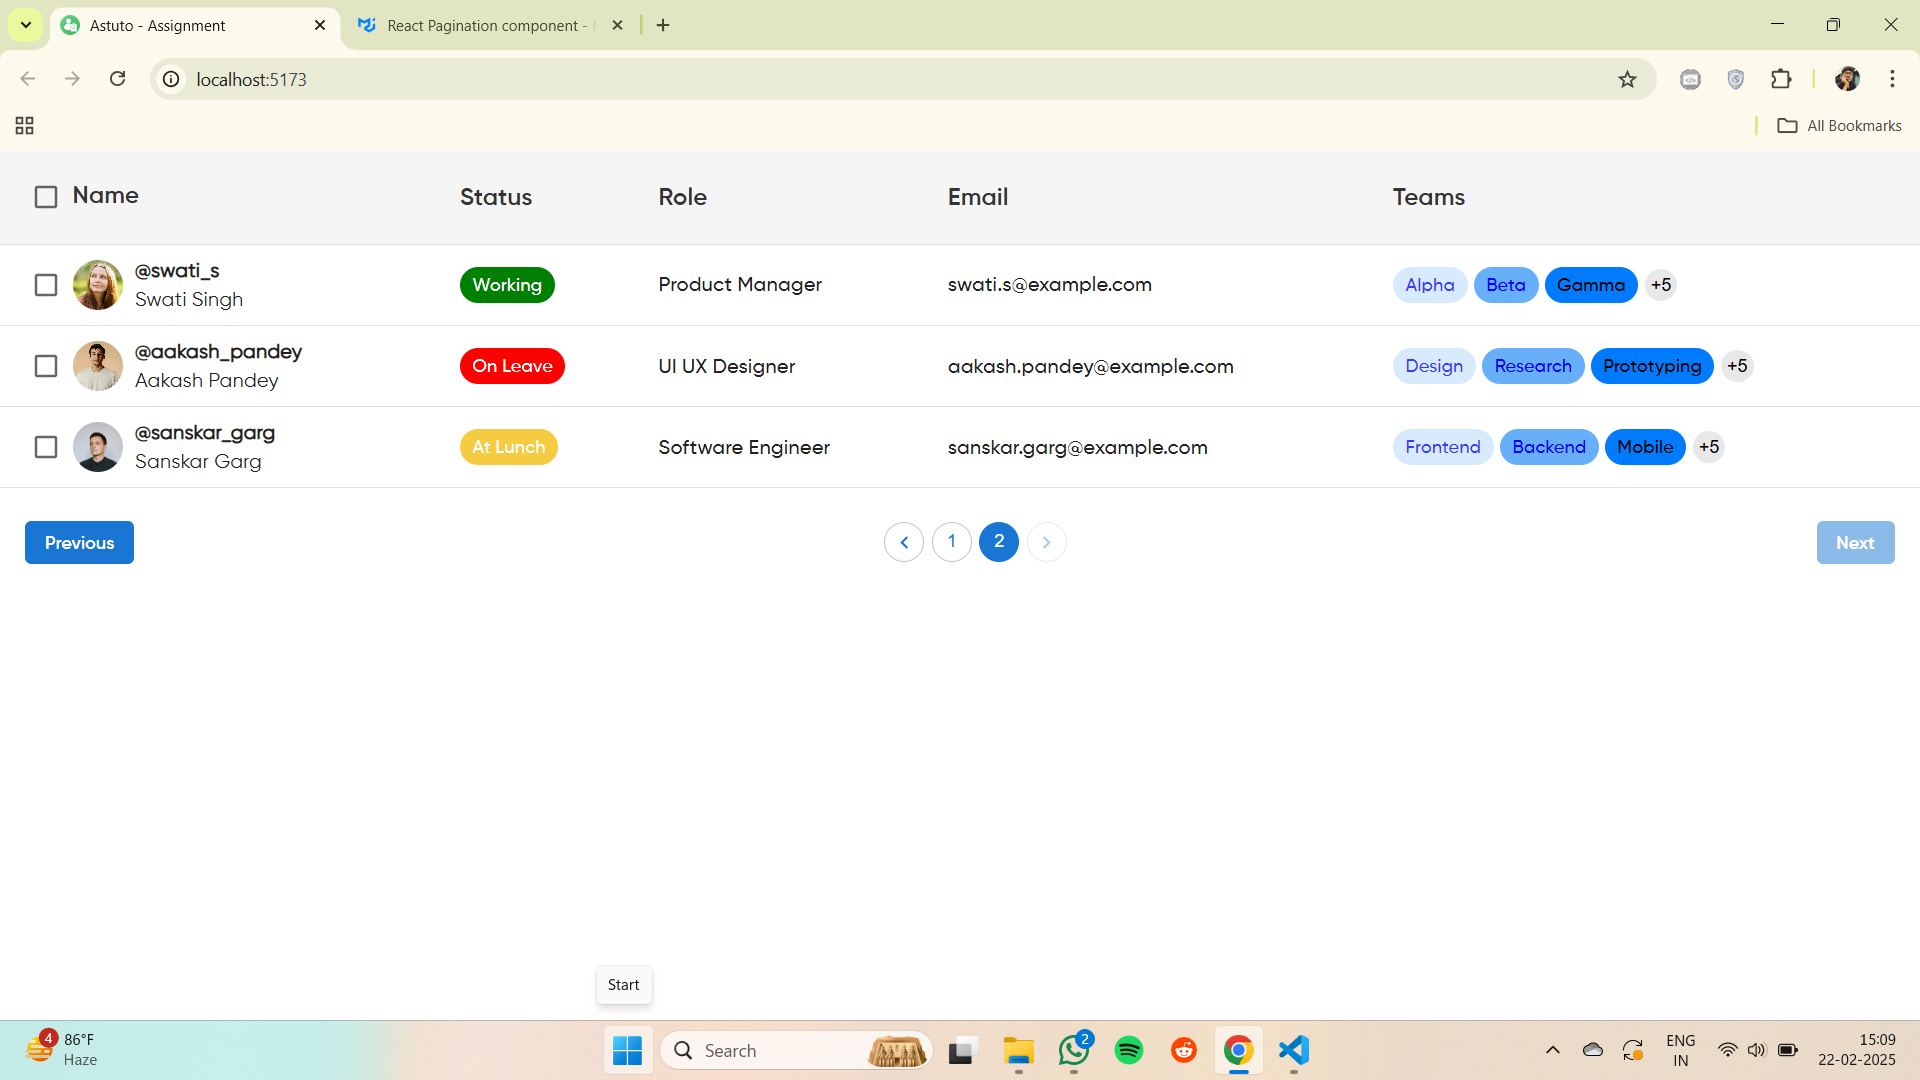 Astuto - Assignment
React Pagination component -
localhost:5173
All Bookmarks
Name Status Role Email Teams
@swati_s
Swati Singh
Working Product Manager swati.s@example.com Alpha Beta Gamma +5
@aakash_pandey
Aakash Pandey
On Leave UI UX Designer aakash.pandey@example.com Design Research Prototyping +5
@sanskar_garg
Sanskar Garg
At Lunch Software Engineer sanskar.garg@example.com Frontend Backend Mobile +5
Previous 1 2 Next
Start
4 86°F
Haze
Search
2
ENG
IN
15:09
22-02-2025